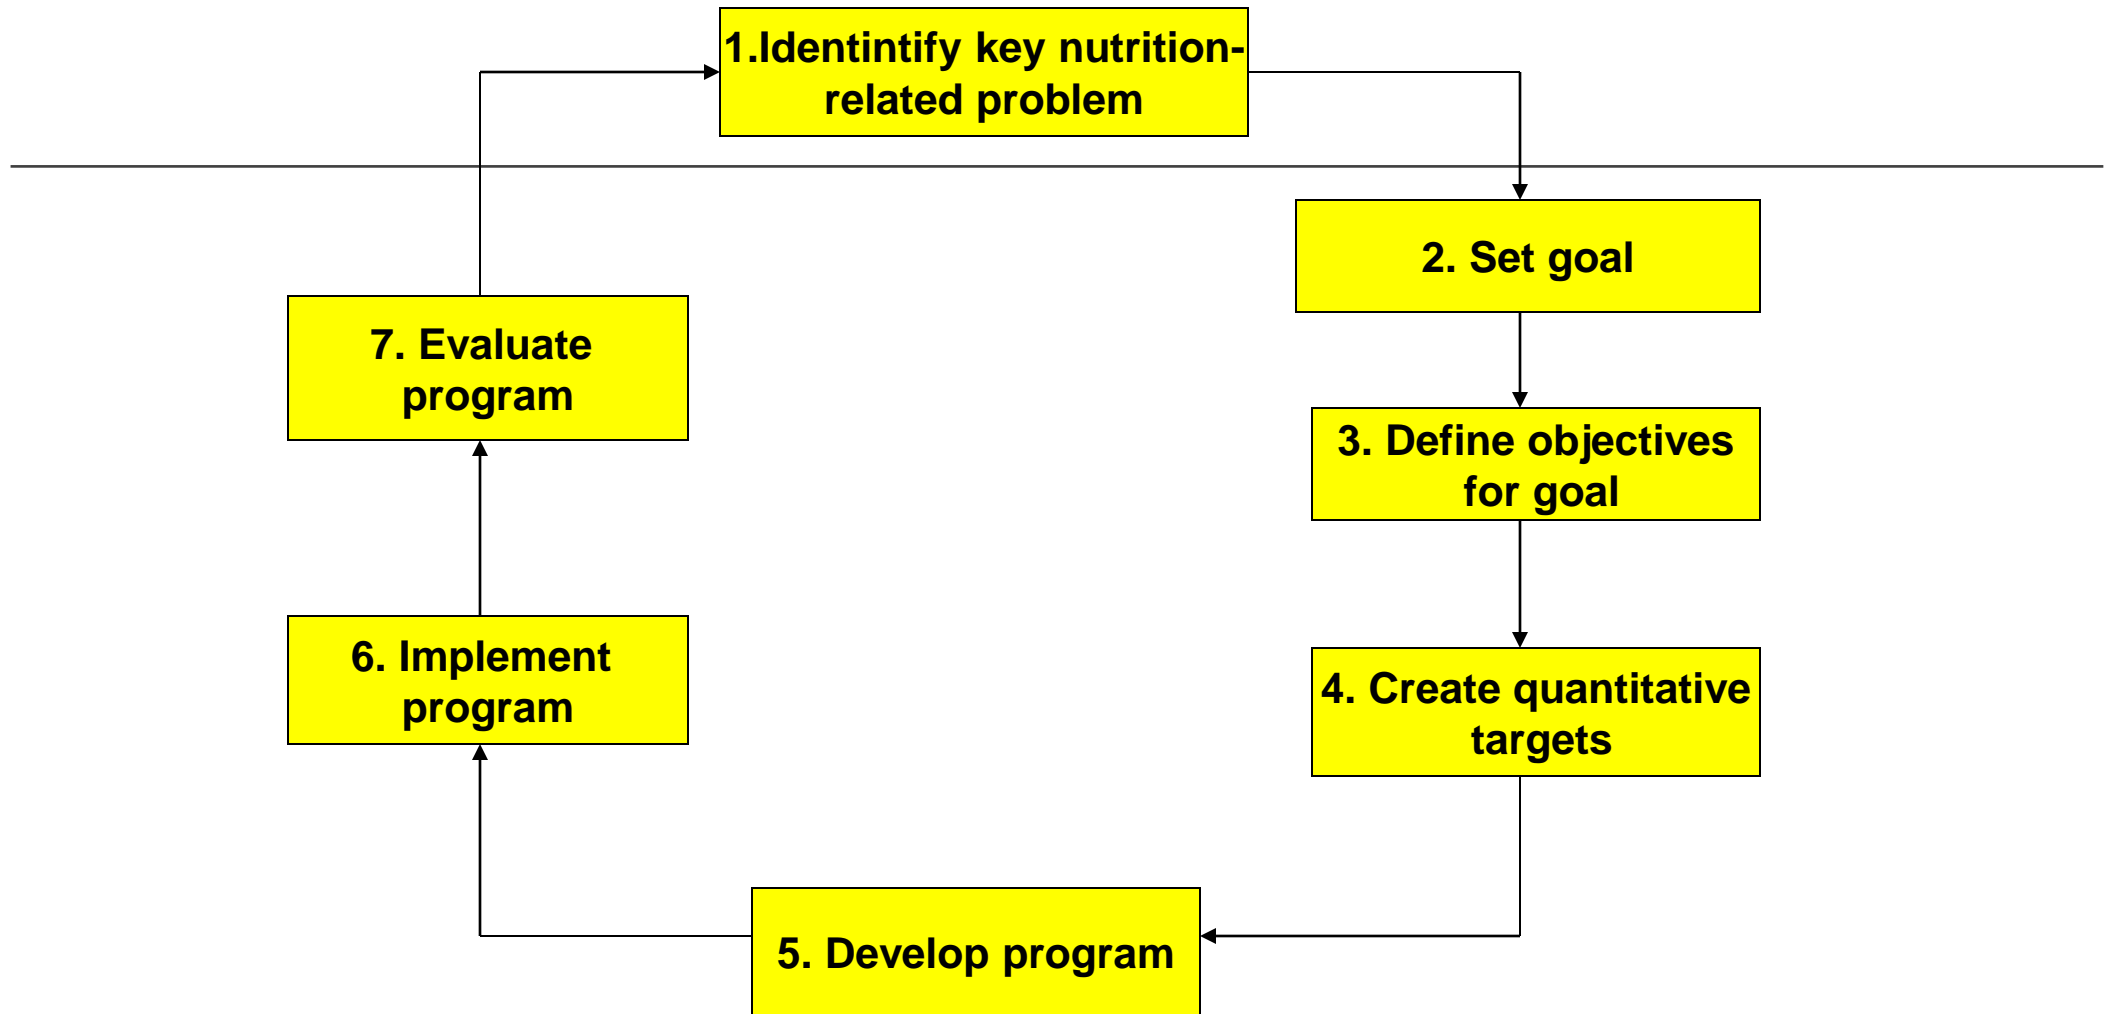 1.Identintify key nutrition-
related problem
2. Set goal
3. Define objectives
for goal
4. Create quantitative
targets
5. Develop program
6. Implement
program
7. Evaluate
program